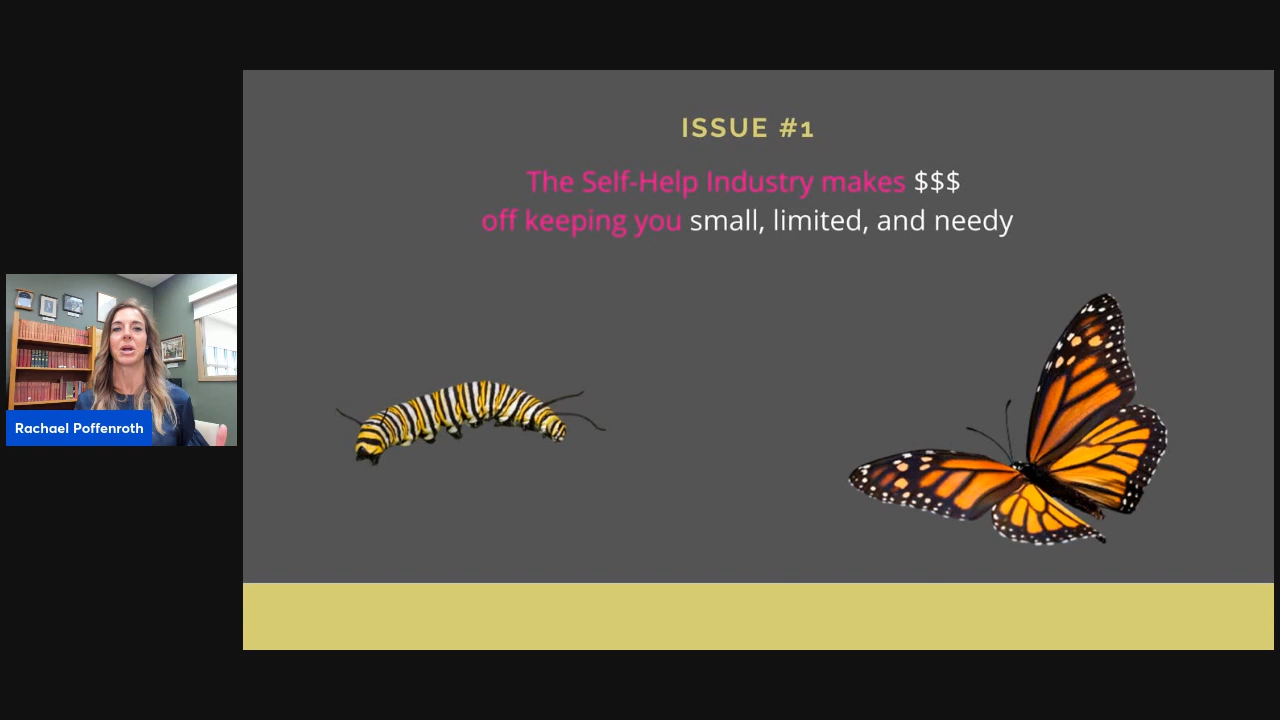 ISSUE #1
The Self-Help Industry makes $$$
off keeping you small, limited, and needy
Rachael Poffenroth